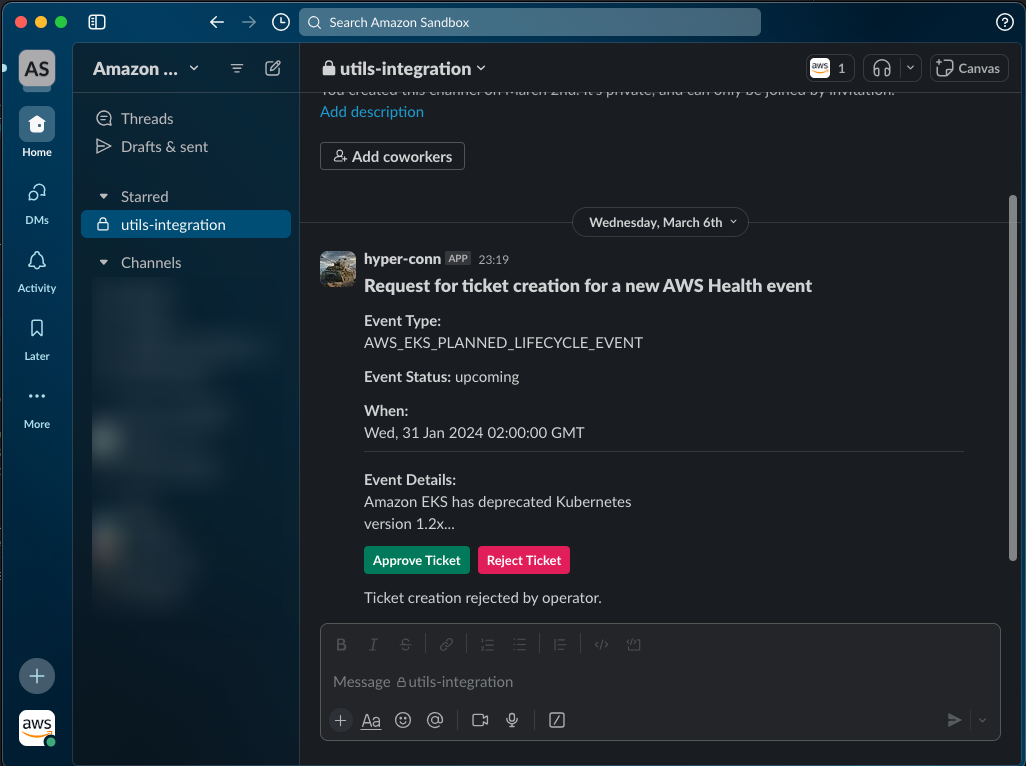 Search Amazon Sandbox
AS
Home
DMs
Activity
Later
More
aws
Amazon ...
Threads
Drafts & sent
Starred
utils-integration
Channels
utils-integration
aws 1
Canvas
You created this channel on March 2nd. It's private, and can only be joined by invitation.
Add description
Add coworkers
Wednesday, March 6th
hyper-conn APP 23:19
Request for ticket creation for a new AWS Health event
Event Type:
AWS_EKS_PLANNED_LIFECYCLE_EVENT
Event Status: upcoming
When:
Wed, 31 Jan 2024 02:00:00 GMT
Event Details:
Amazon EKS has deprecated Kubernetes
version 1.2x...
Approve Ticket Reject Ticket
Ticket creation rejected by operator.
B I S
Message utils-integration
Aa